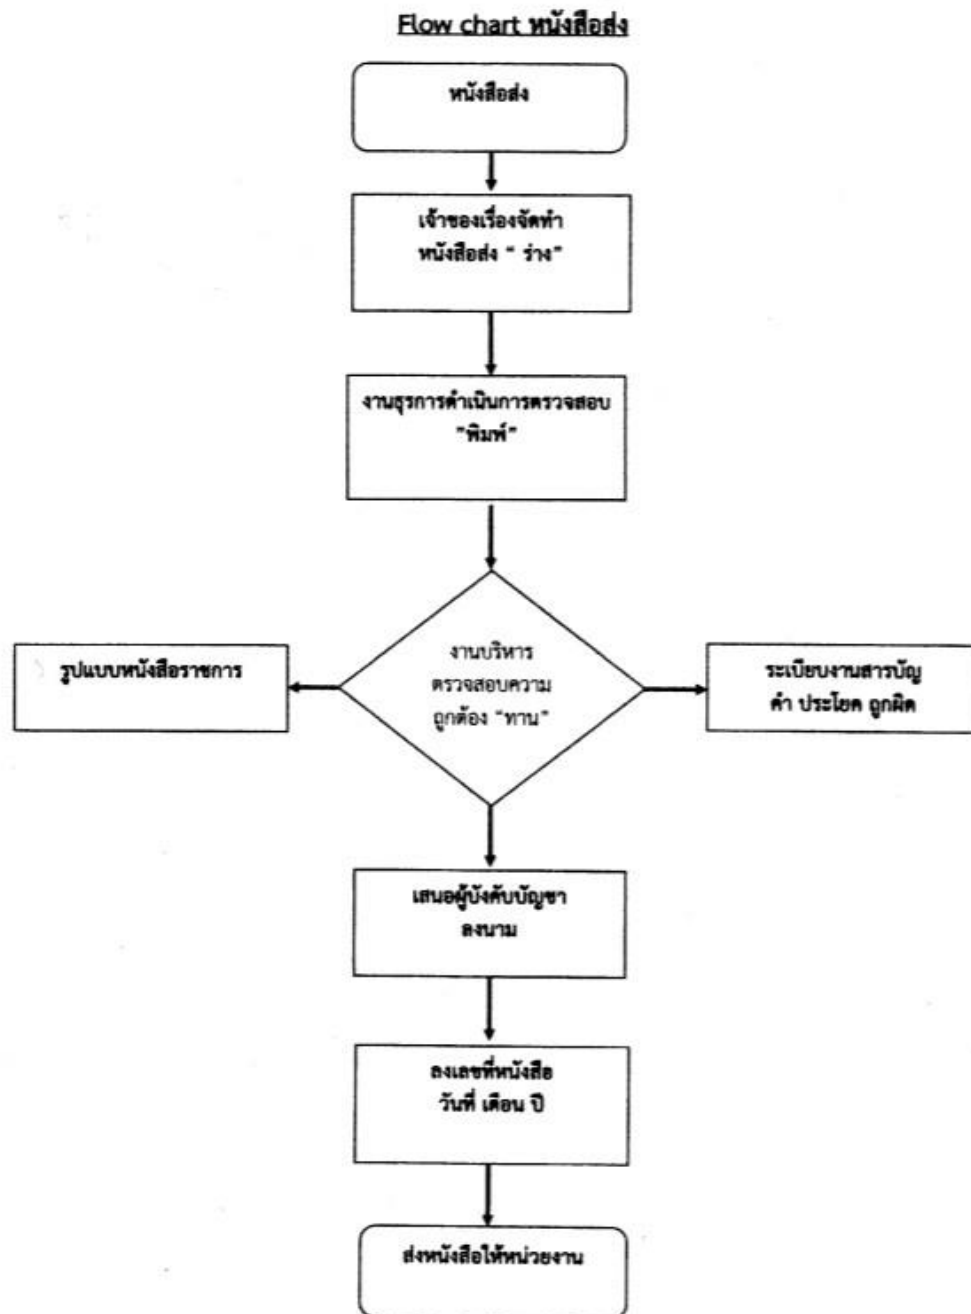 Flow chart หนังสือส่ง
หนังสือส่ง
เจ้าของเรื่องจัดทำ
หนังสือส่ง " ร่าง"
งานธุรการดำเนินการตรวจสอบ
"พิมพ์"
งานบริหาร
ตรวจสอบความ
ถูกต้อง "ทาน"
รูปแบบหนังสือราชการ
ระเบียบงานสารบัญ
คำ ประโยค ถูกผิด
เสนอผู้บังคับบัญชา
ลงนาม
ลงเลขที่หนังสือ
วันที่ เดือน ปี
ส่งหนังสือให้หน่วยงาน